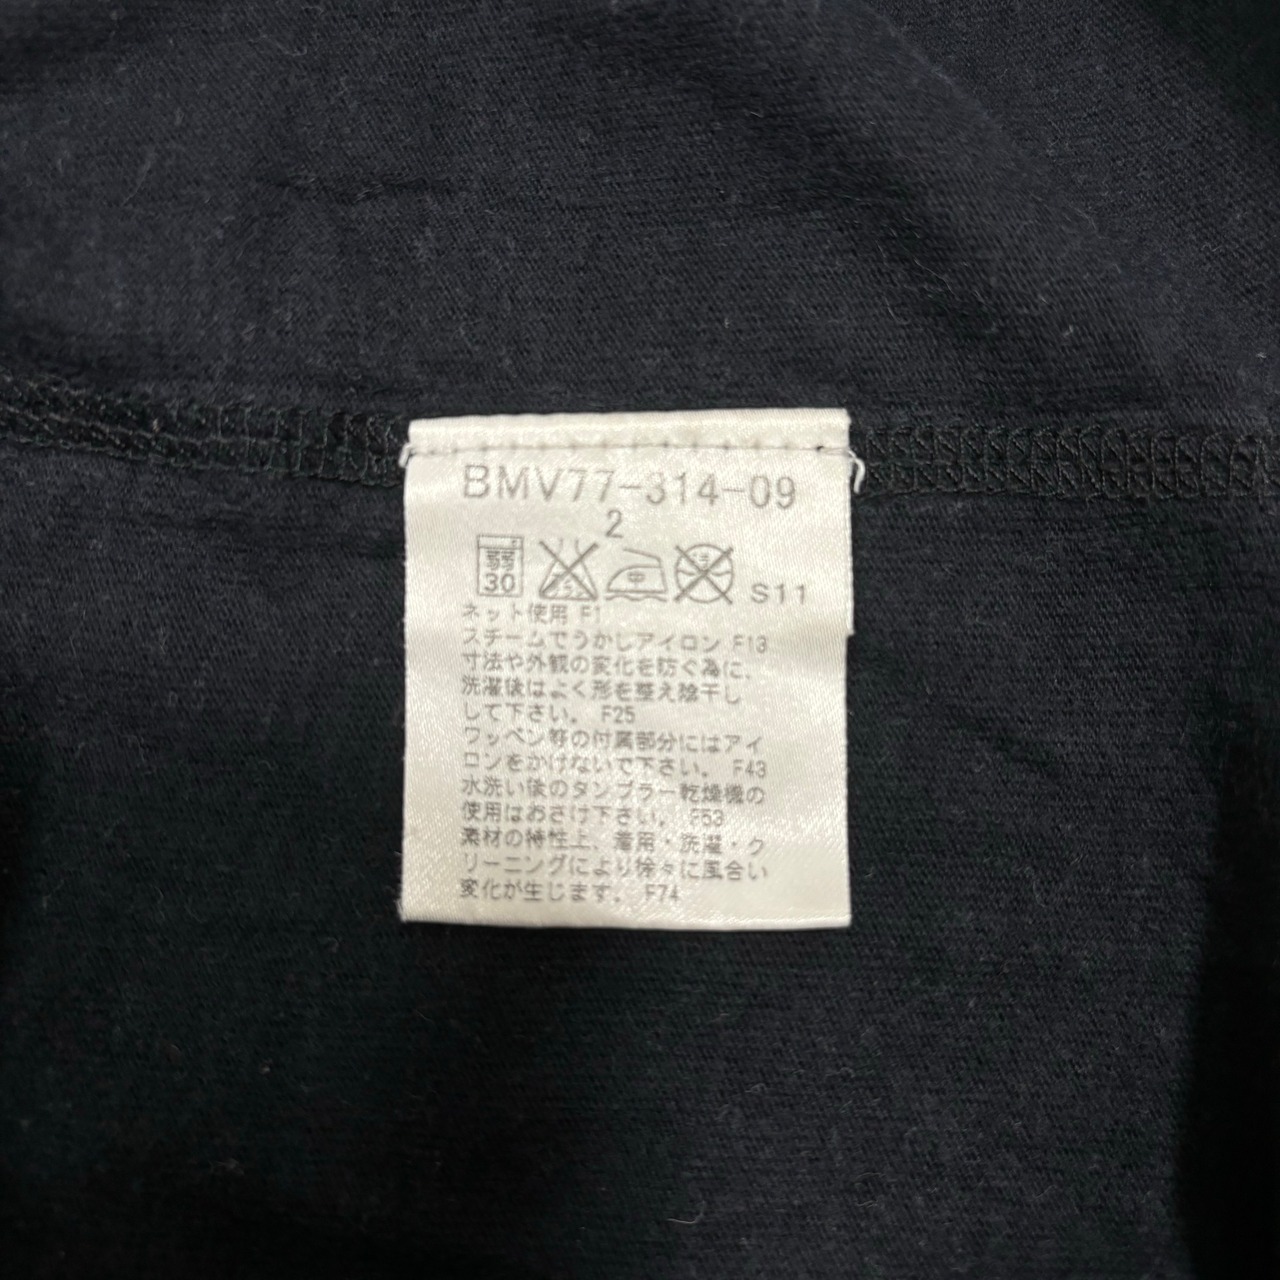 BMV77-314-09
2
弱
30
中
S11
ネット使用 F1
スチームでうかしアイロン F13
寸法や外観の変化を防ぐ為に、
洗濯後はよく形を整え陰干し
して下さい。 F25
ワッペン等の付属部分にはアイ
ロンをかけないで下さい。 F43
水洗い後のタンブラー乾燥機の
使用はおさけ下さい。 F53
素材の特性上、着用・洗濯・ク
リーニングにより徐々に風合い
変化が生じます。 F74